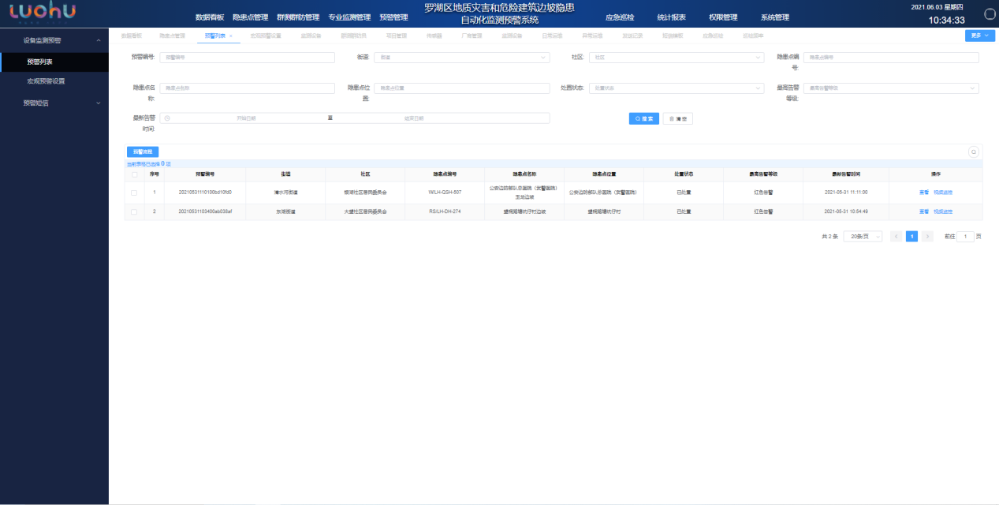 LUOHU
数据看板 隐患点管理 群测群防管理 专业监测管理 预警管理
罗湖区地质灾害和危险建筑边坡隐患
自动化监测预警系统
应急巡检 统计报表 权限管理 系统管理
2021.06.03 星期四
10:34:33
设备监测预警
预警列表
宏观预警设置
预警短信
数据看板 隐患点管理 预警列表 × 宏观预警设置 监测设备 群测群防员 项目管理 传感器 厂商管理 监测设备 日常运维 异常运维 发送记录 短信模板 应急巡检 巡检清单
更多
预警编号: 预警编号
街道: 街道
社区: 社区
隐患点编号: 隐患点编号
隐患点名称: 隐患点名称
隐患点位置: 隐患点位置
处置状态: 处置状态
最高告警等级: 最高告警等级
最新告警时间: 开始日期 至 结束日期
搜索 清空
预警流程
当前表格已选择 0 项
序号 预警编号 街道 社区 隐患点编号 隐患点名称 隐患点位置 处置状态 最高告警等级 最新告警时间 操作
1 20210531110100bd10fd0 清水河街道 银湖社区居民委员会 W/LH-QSH-507 公安边防部队总医院（武警医院）玉龙边坡 公安边防部队总医院（武警医院） 已处置 红色告警 2021-05-31 11:11:00 查看 视频监控
2 20210531103400ab038af 东湖街道 大望社区居民委员会 RS/LH-DH-274 望桐路塘坑仔村边坡 望桐路塘坑仔村 已处置 红色告警 2021-05-31 10:54:49 查看 视频监控
共 2 条 20条/页 1 前往 1 页